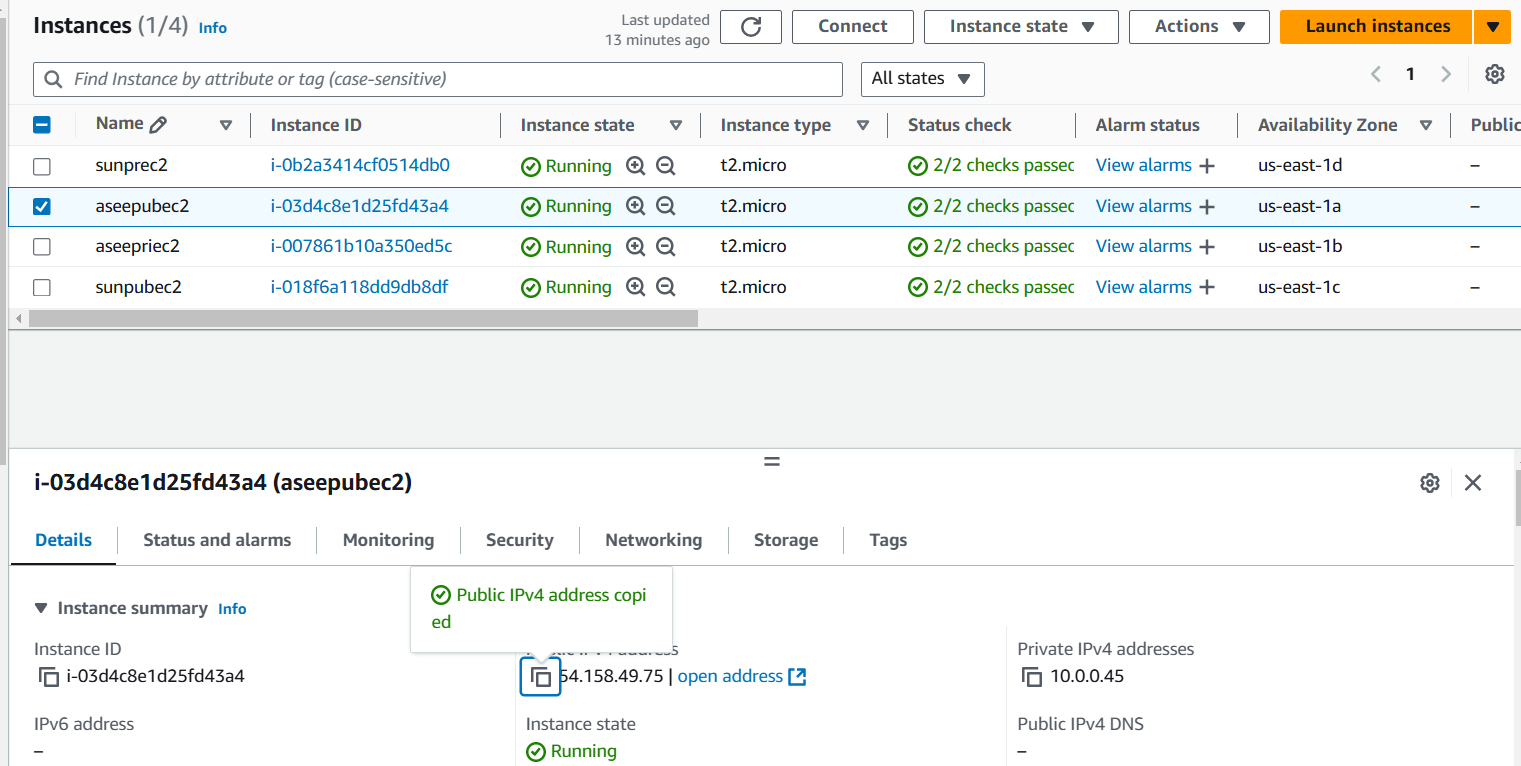 Instances (1/4) Info
Last updated
13 minutes ago
Connect
Instance state
Actions
Launch instances
Find Instance by attribute or tag (case-sensitive)
All states
1
Name Instance ID Instance state Instance type Status check Alarm status Availability Zone Public
sunprec2 i-0b2a3414cf0514db0 Running t2.micro 2/2 checks passec View alarms + us-east-1d –
aseepubec2 i-03d4c8e1d25fd43a4 Running t2.micro 2/2 checks passec View alarms + us-east-1a –
aseepriec2 i-007861b10a350ed5c Running t2.micro 2/2 checks passec View alarms + us-east-1b –
sunpubec2 i-018f6a118dd9db8df Running t2.micro 2/2 checks passec View alarms + us-east-1c –
i-03d4c8e1d25fd43a4 (aseepubec2)
Details Status and alarms Monitoring Security Networking Storage Tags
Public IPv4 address copi
ed
Instance summary Info
Instance ID address Private IPv4 addresses
i-03d4c8e1d25fd43a4 54.158.49.75 | open address 10.0.0.45
IPv6 address Instance state Public IPv4 DNS
– Running –